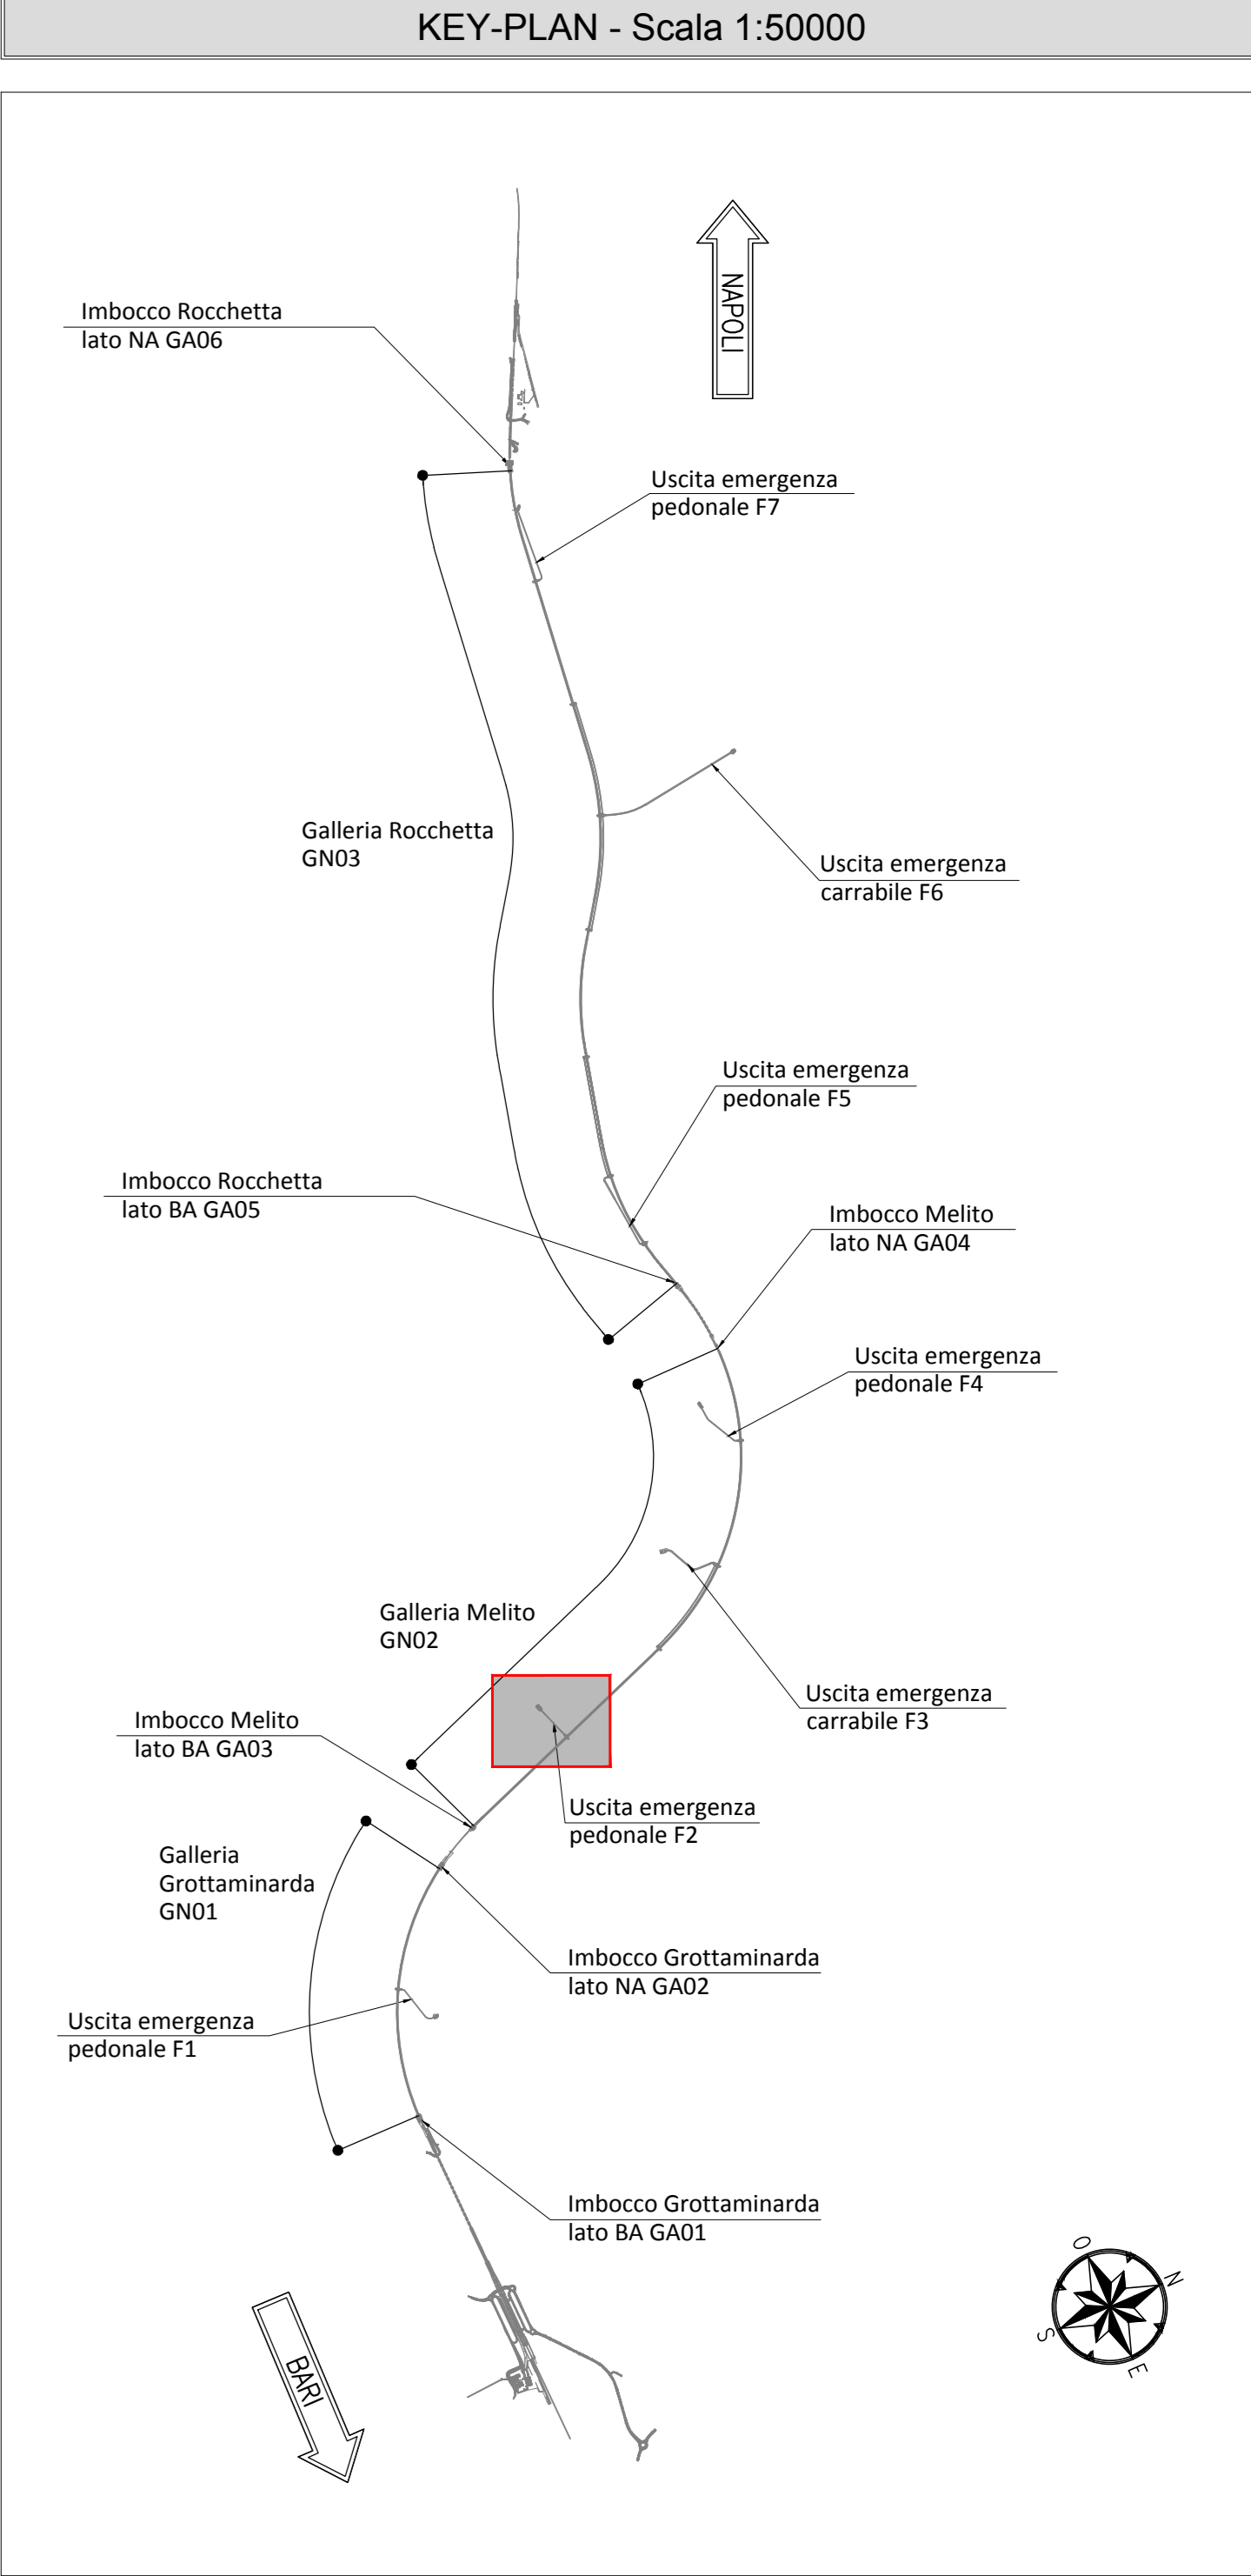 KEY-PLAN - Scala 1:50000
NAPOLI
Imbocco Rocchetta
lato NA GA06
Uscita emergenza
pedonale F7
Galleria Rocchetta
GN03
Uscita emergenza
carrabile F6
Uscita emergenza
pedonale F5
Imbocco Rocchetta
lato BA GA05
Imbocco Melito
lato NA GA04
Uscita emergenza
pedonale F4
Galleria Melito
GN02
Uscita emergenza
carrabile F3
Imbocco Melito
lato BA GA03
Uscita emergenza
pedonale F2
Galleria
Grottaminarda
GN01
Imbocco Grottaminarda
lato NA GA02
Uscita emergenza
pedonale F1
Imbocco Grottaminarda
lato BA GA01
BARI
O
N
S
E